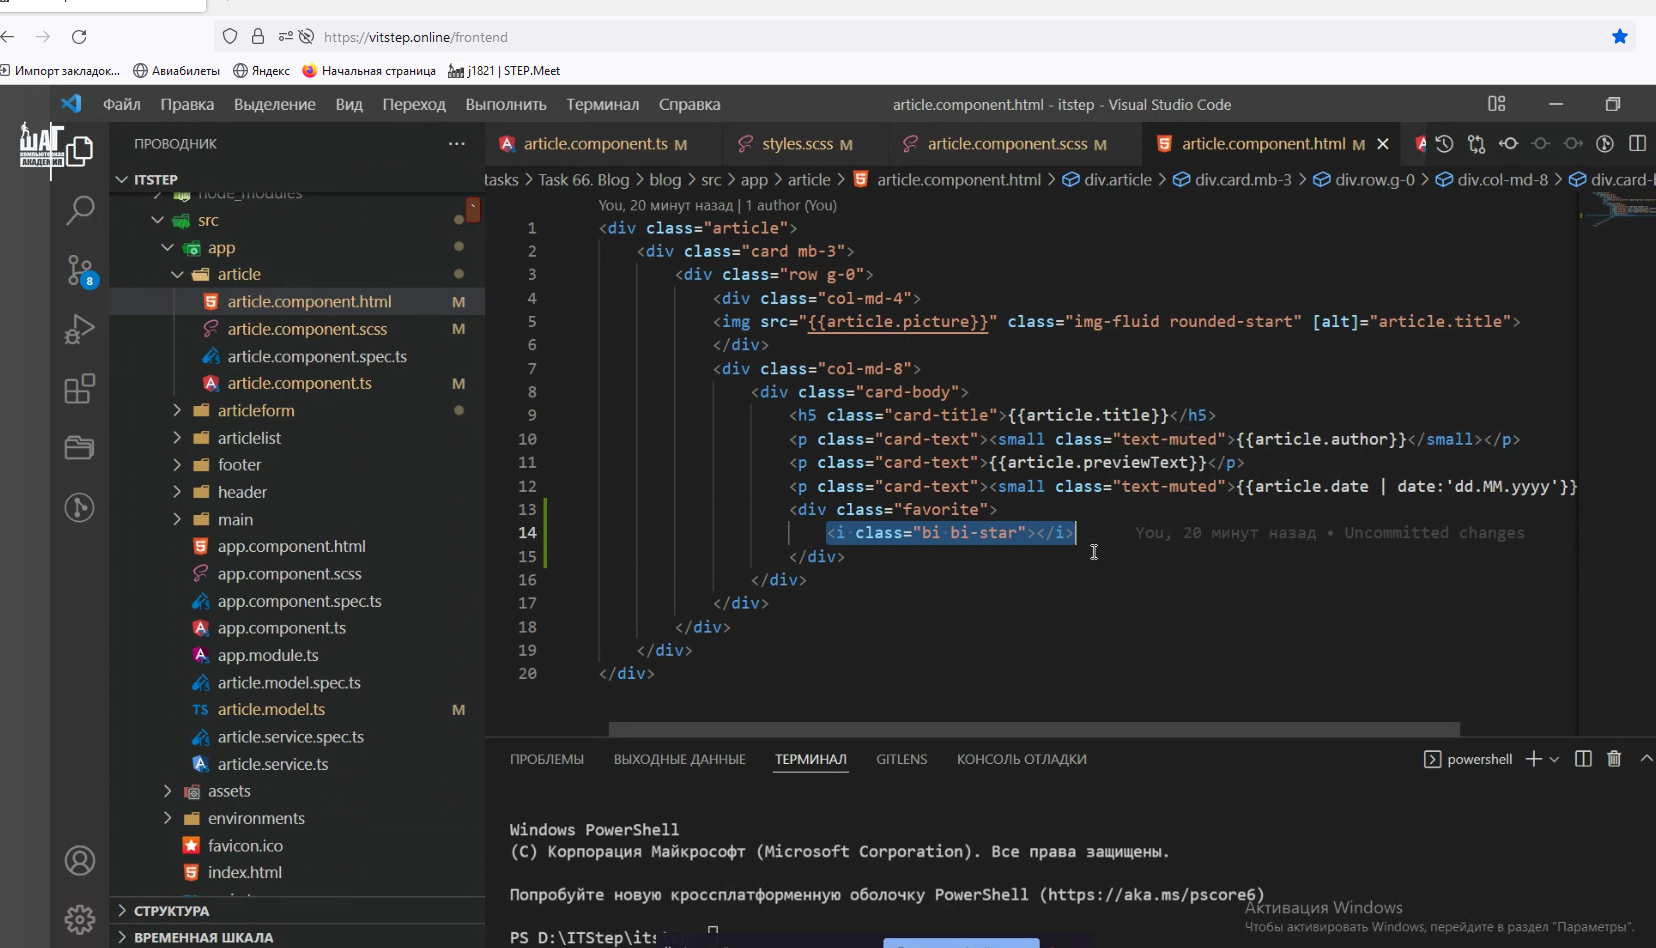 https://vitstep.online/frontend
Импорт закладок...
Авиабилеты
Яндекс
Начальная страница
j1821 | STEP.Meet
Файл Правка Выделение Вид Переход Выполнить Терминал Справка
article.component.html - itstep - Visual Studio Code
ШАГ
КОМПЬЮТЕРНАЯ
АКАДЕМИЯ
ПРОВОДНИК
article.component.ts M
styles.scss M
article.component.scss M
article.component.html M
ITSTEP
tasks > Task 66. Blog > blog > src > app > article > article.component.html > div.article > div.card.mb-3 > div.row.g-0 > div.col-md-8 > div.card-
node_modules
src
app
article
article.component.html M
article.component.scss M
article.component.spec.ts
article.component.ts M
articleform
articlelist
footer
header
main
app.component.html
app.component.scss
app.component.spec.ts
app.component.ts
app.module.ts
article.model.spec.ts
article.model.ts M
article.service.spec.ts
article.service.ts
assets
environments
favicon.ico
index.html
СТРУКТУРА
ВРЕМЕННАЯ ШКАЛА
8
You, 20 минут назад | 1 author (You)
1 <div class="article">
2 <div class="card mb-3">
3 <div class="row g-0">
4 <div class="col-md-4">
5 <img src="{{article.picture}}" class="img-fluid rounded-start" [alt]="article.title">
6 </div>
7 <div class="col-md-8">
8 <div class="card-body">
9 <h5 class="card-title">{{article.title}}</h5>
10 <p class="card-text"><small class="text-muted">{{article.author}}</small></p>
11 <p class="card-text">{{article.previewText}}</p>
12 <p class="card-text"><small class="text-muted">{{article.date | date:'dd.MM.yyyy'}}
13 <div class="favorite">
14 <i class="bi bi-star"></i> You, 20 минут назад • Uncommitted changes
15 </div>
16 </div>
17 </div>
18 </div>
19 </div>
20 </div>
ПРОБЛЕМЫ ВЫХОДНЫЕ ДАННЫЕ ТЕРМИНАЛ GITLENS КОНСОЛЬ ОТЛАДКИ
powershell
Windows PowerShell
(C) Корпорация Майкрософт (Microsoft Corporation). Все права защищены.
Попробуйте новую кроссплатформенную оболочку PowerShell (https://aka.ms/pscore6)
PS D:\ITStep\its
Активация Windows
Чтобы активировать Windows, перейдите в раздел "Параметры".